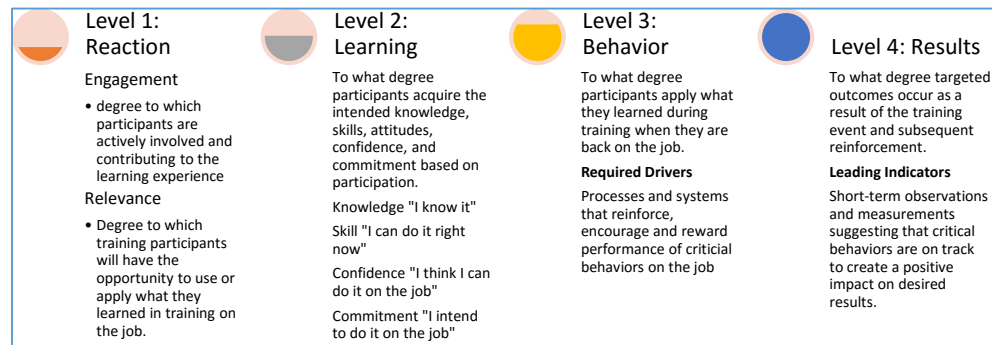 Level 1:
Reaction
Engagement
• degree to which
participants are
actively involved and
contributing to the
learning experience
Relevance
• Degree to which
training participants
will have the
opportunity to use or
apply what they
learned in training on
the job.
Level 2:
Learning
To what degree
participants acquire the
intended knowledge,
skills, attitudes,
confidence, and
commitment based on
participation.
Knowledge "I know it"
Skill "I can do it right
now"
Confidence "I think I can
do it on the job"
Commitment "I intend
to do it on the job"
Level 3:
Behavior
To what degree
participants apply what
they learned during
training when they are
back on the job.
Required Drivers
Processes and systems
that reinforce,
encourage and reward
performance of criticial
behaviors on the job
Level 4: Results
To what degree targeted
outcomes occur as a
result of the training
event and subsequent
reinforcement.
Leading Indicators
Short-term observations
and measurements
suggesting that critical
behaviors are on track
to create a positive
impact on desired
results.